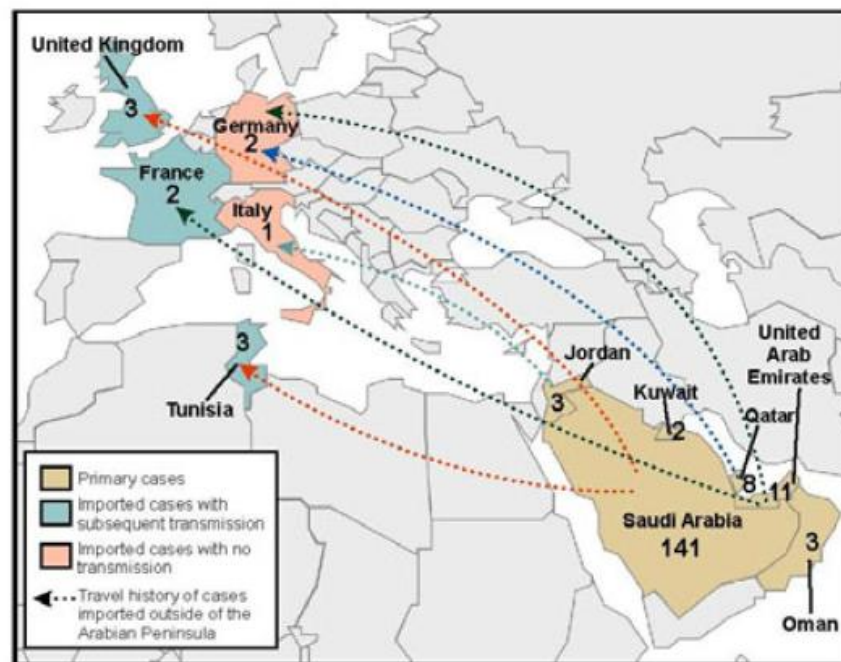 United Kingdom
3
Germany
2
France
2
Italy
1
3
Tunisia
Jordan
3
Kuwait
2
United
Arab
Emirates
Qatar
8
11
Saudi Arabia
141
3
Oman
Primary cases
Imported cases with
subsequent transmission
Imported cases with no
transmission
Travel history of cases
imported outside of the
Arabian Peninsula